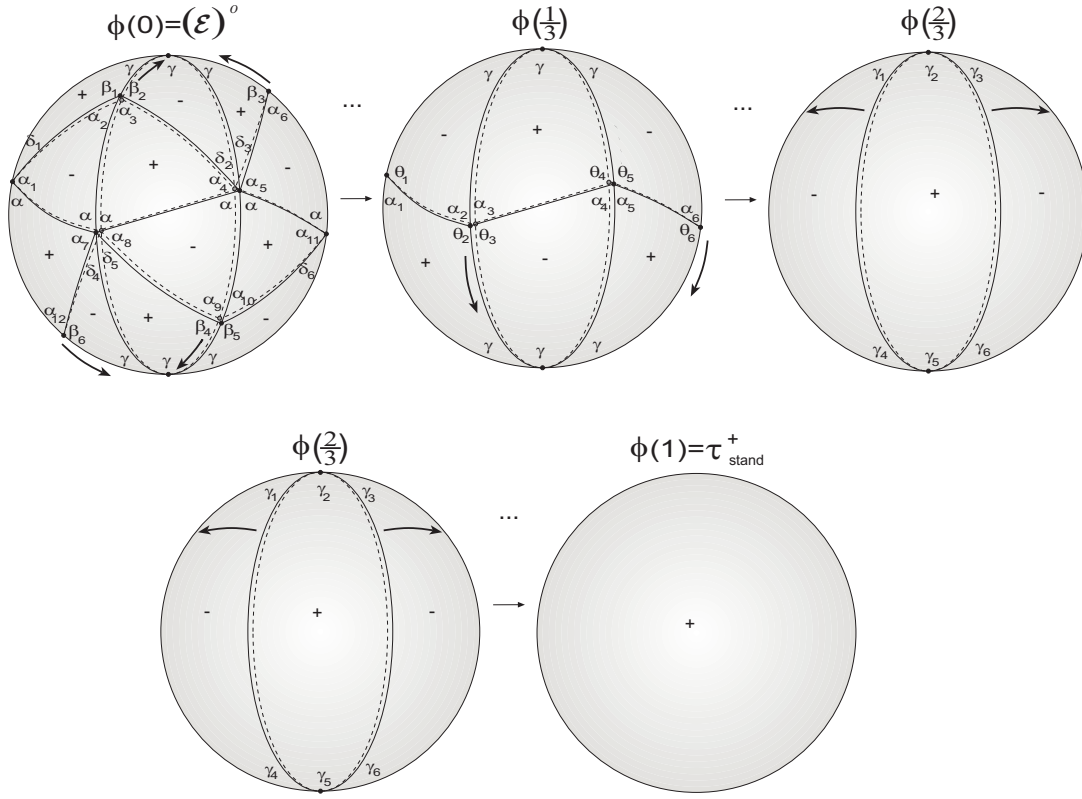 ϕ(0)=(ℰ)° ϕ(1/3) ϕ(2/3)
γ γ γ γ γ γ γ₁ γ₂ γ₃
+ β₁ β₂ - + β₃
α₂ α₃ α₆ ... ...
δ₁ δ₂ δ₃ - + -
α₁ - + α₄ α₅ - θ₁ θ₄ θ₅
α α α α α α α₁ α₂ α₃ α₄ α₅ α₆ - + -
α₇ α₈ α₁₁ θ₂ θ₃ θ₆
+ δ₄ δ₅ - + δ₆ + - +
α₁₂ - + α₉ α₁₀ -
β₆ β₄ β₅
γ γ γ γ γ γ γ₄ γ₅ γ₆
ϕ(2/3) ϕ(1)=τ⁺stand
γ₁ γ₂ γ₃
...
- + - +
γ₄ γ₅ γ₆